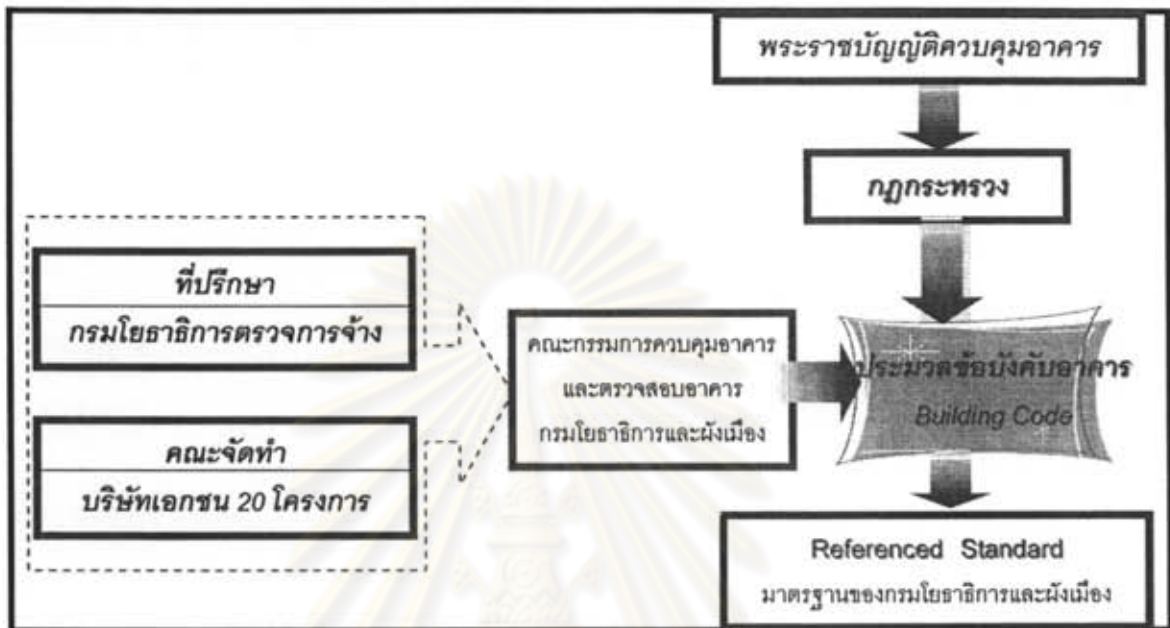 พระราชบัญญัติควบคุมอาคาร
กฎกระทรวง
ที่ปรึกษา
กรมโยธาธิการตรวจการจ้าง
คณะจัดทำ
บริษัทเอกชน 20 โครงการ
คณะกรรมการควบคุมอาคาร
และตรวจสอบอาคาร
กรมโยธาธิการและผังเมือง
ประมวลข้อบังคับอาคาร
Building Code
Referenced Standard
มาตรฐานของกรมโยธาธิการและผังเมือง